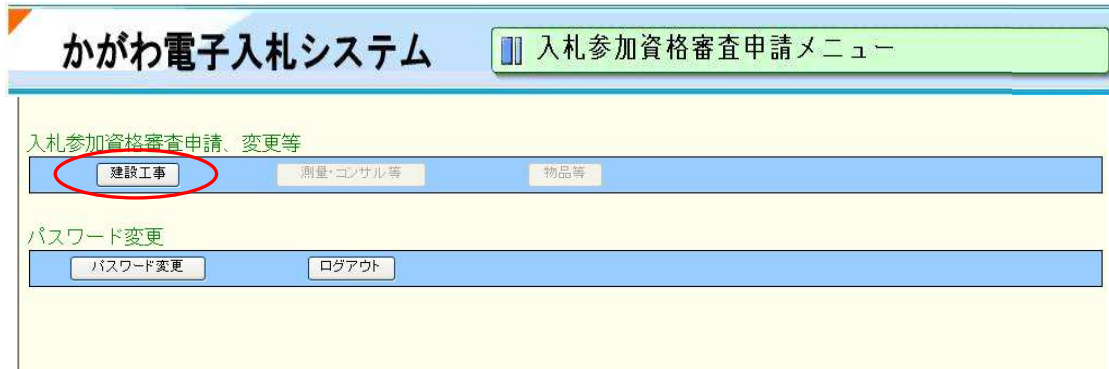 かがわ電子入札システム 入札参加資格審査申請メニュー
入札参加資格審査申請、変更等
建設工事 測量・コンサル等 物品等
パスワード変更
パスワード変更 ログアウト